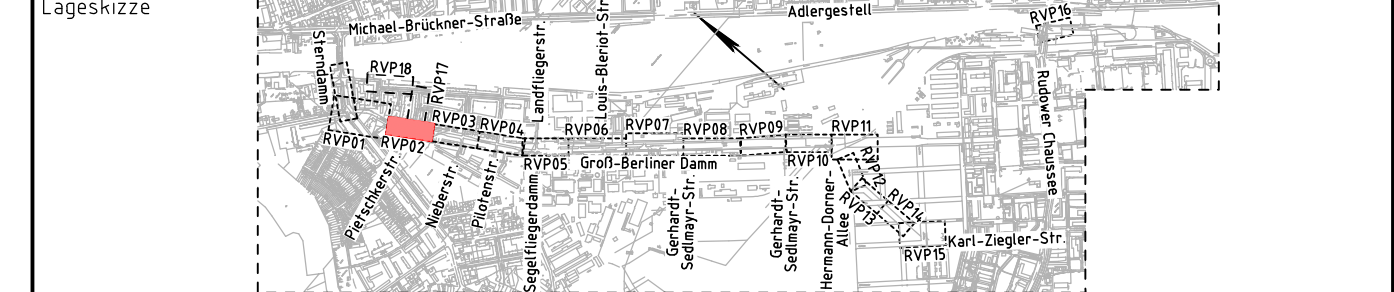 Lageskizze
Michael-Brückner-Straße
Adlergestell
RVP16
Sterndamm
RVP18
RVP17
Landfliegerstr.
Louis-Bleriot-Str
Rudower Chaussee
RVP01
RVP02
RVP03
RVP04
RVP05
RVP06
RVP07
RVP08
RVP09
RVP10
RVP11
RVP12
RVP13
RVP14
RVP15
Groß-Berliner Damm
Pietschkerstr.
Nieberstr.
Pilotenstr.
Segelfliegerdamm
Gerhardt-
Sedlmayr-Str.
Gerhardt-
Sedlmayr-Str.
Hermann-Dorner-
Allee
Karl-Ziegler-Str.